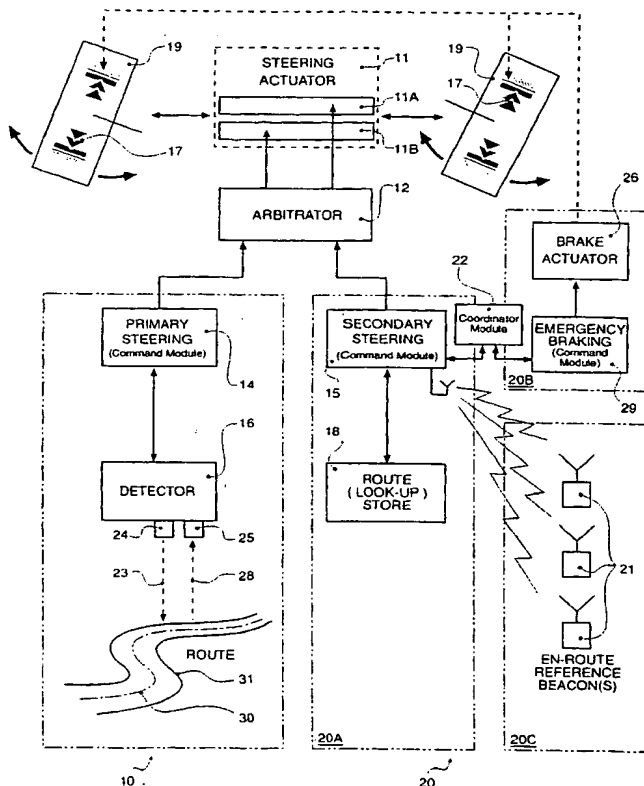 19
STEERING
ACTUATOR
11
11A
11B
19
17
17
ARBITRATOR
12
26
BRAKE
ACTUATOR
22
Coordinator
Module
PRIMARY
STEERING
(Command Module)
14
SECONDARY
STEERING
(Command Module)
15
EMERGENCY
BRAKING
(Command
Module)
20B
29
16
DETECTOR
24
25
18
ROUTE
(LOOK-UP)
STORE
23
28
21
ROUTE
31
30
EN-ROUTE
REFERENCE
BEACON(S)
20A
20C
10
20